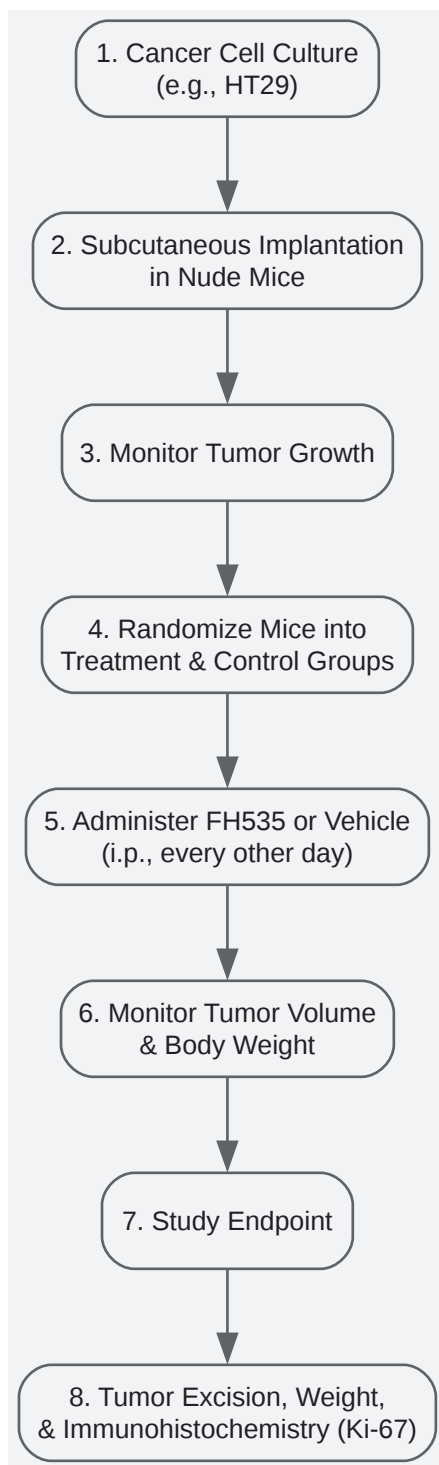 1. Cancer Cell Culture
(e.g., HT29)
2. Subcutaneous Implantation
in Nude Mice
3. Monitor Tumor Growth
4. Randomize Mice into
Treatment & Control Groups
5. Administer FH535 or Vehicle
(i.p., every other day)
6. Monitor Tumor Volume
& Body Weight
7. Study Endpoint
8. Tumor Excision, Weight,
& Immunohistochemistry (Ki-67)